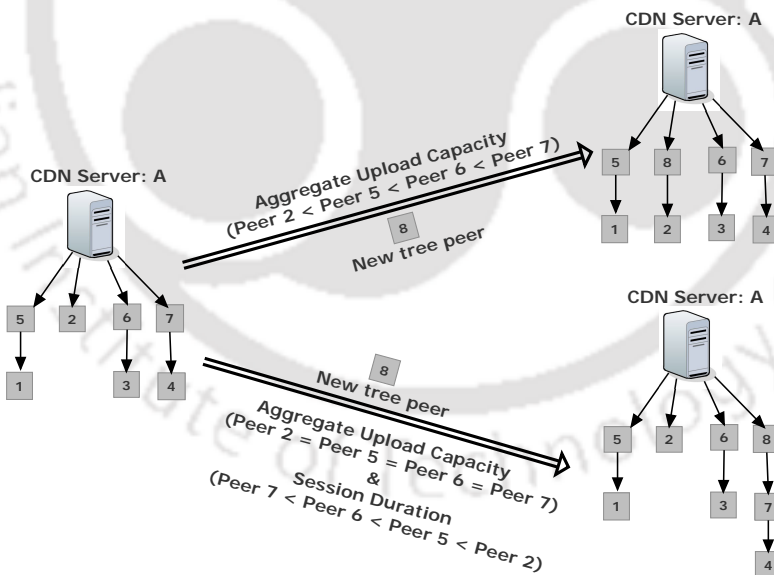 CDN Server: A
5 2 6 7
1 3 4
Aggregate Upload Capacity
(Peer 2 < Peer 5 < Peer 6 < Peer 7)
8
New tree peer
CDN Server: A
5 8 6 7
1 2 3 4
8
New tree peer
Aggregate Upload Capacity
(Peer 2 = Peer 5 = Peer 6 = Peer 7)
&
Session Duration
(Peer 7 < Peer 6 < Peer 5 < Peer 2)
CDN Server: A
5 2 6 8
1 3 7
4
Institute of Technology